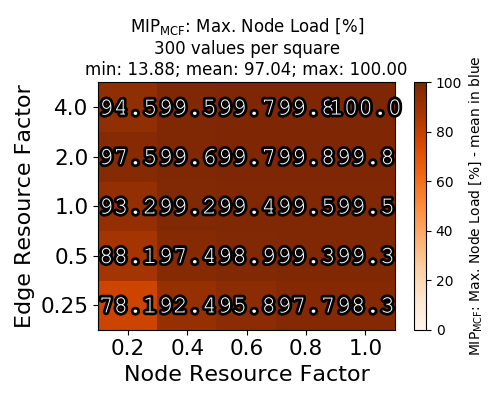 MIP_MCF: Max. Node Load [%]
300 values per square
min: 13.88; mean: 97.04; max: 100.00
Edge Resource Factor
4.0 94.5 99.5 99.7 99.8 100.0
2.0 97.5 99.6 99.7 99.8 99.8
1.0 93.2 99.2 99.4 99.5 99.5
0.5 88.1 97.4 98.9 99.3 99.3
0.25 78.1 92.4 95.8 97.7 98.3
0.2 0.4 0.6 0.8 1.0
Node Resource Factor
100
80
60
40
20
0
MIP_MCF: Max. Node Load [%] - mean in blue